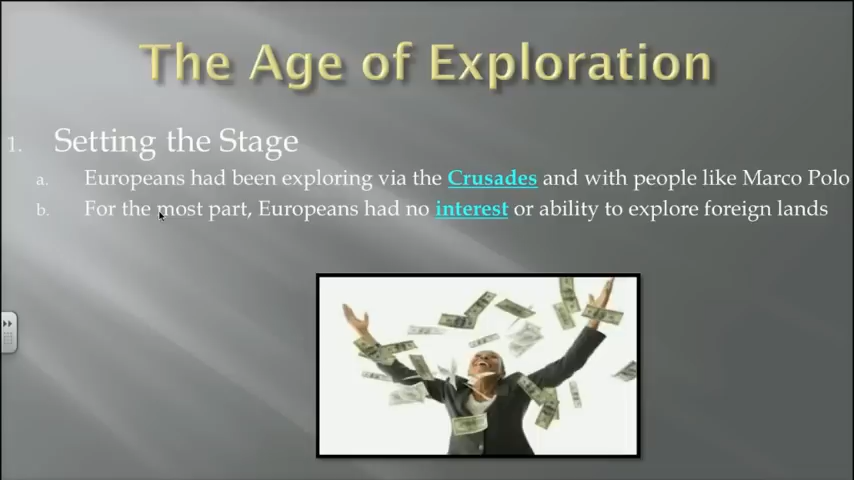 The Age of Exploration
1. Setting the Stage
a. Europeans had been exploring via the Crusades and with people like Marco Polo
b. For the most part, Europeans had no interest or ability to explore foreign lands